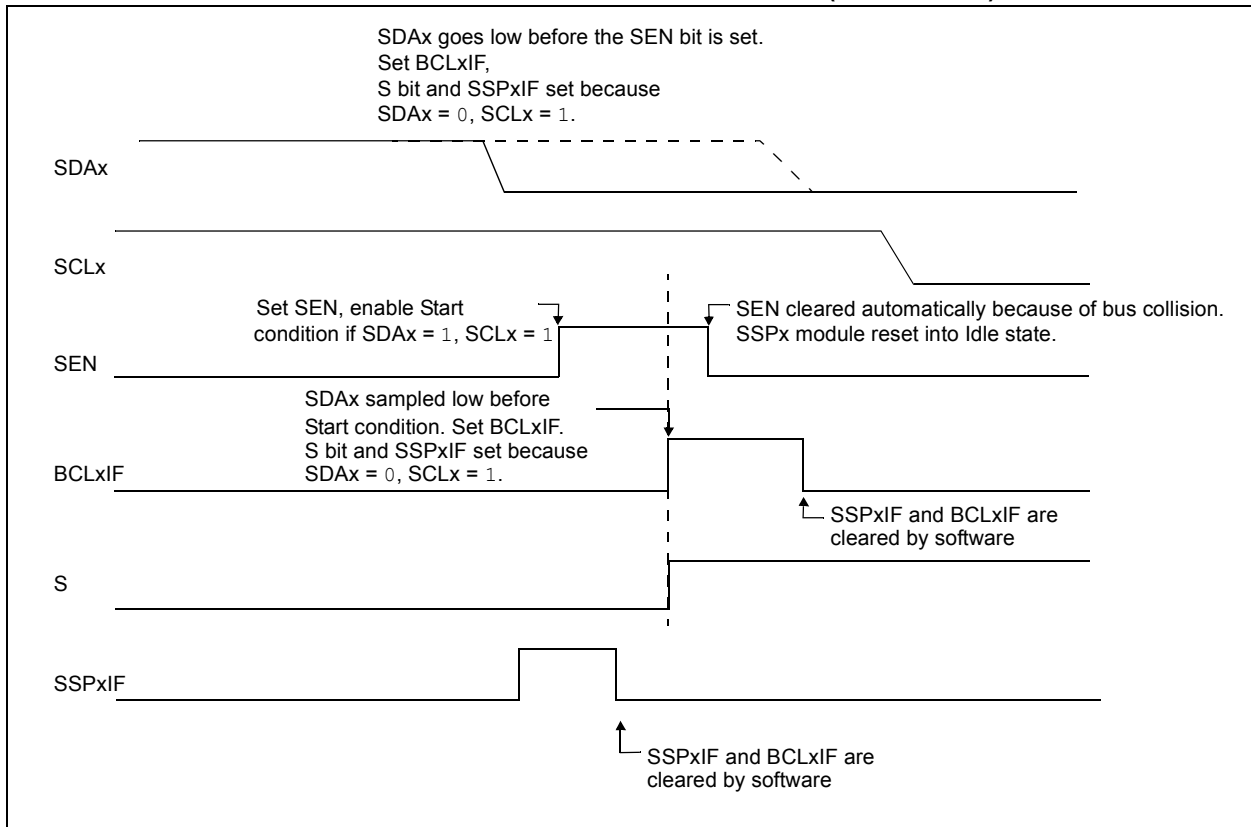 SDAx goes low before the SEN bit is set.
Set BCLxIF,
S bit and SSPxIF set because
SDAx = 0, SCLx = 1.
SDAx
SCLx
Set SEN, enable Start
condition if SDAx = 1, SCLx = 1
SEN cleared automatically because of bus collision.
SSPx module reset into Idle state.
SEN
SDAx sampled low before
Start condition. Set BCLxIF.
S bit and SSPxIF set because
SDAx = 0, SCLx = 1.
BCLxIF
SSPxIF and BCLxIF are
cleared by software
S
SSPxIF
SSPxIF and BCLxIF are
cleared by software